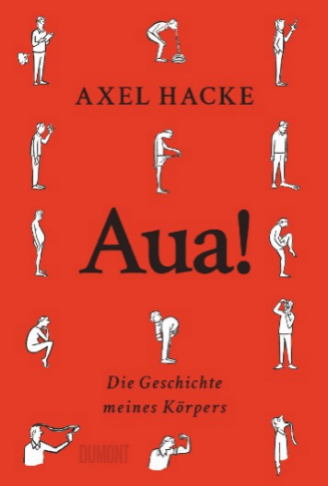 AXEL HACKE
Aua!
Die Geschichte
meines Körpers
DUMONT